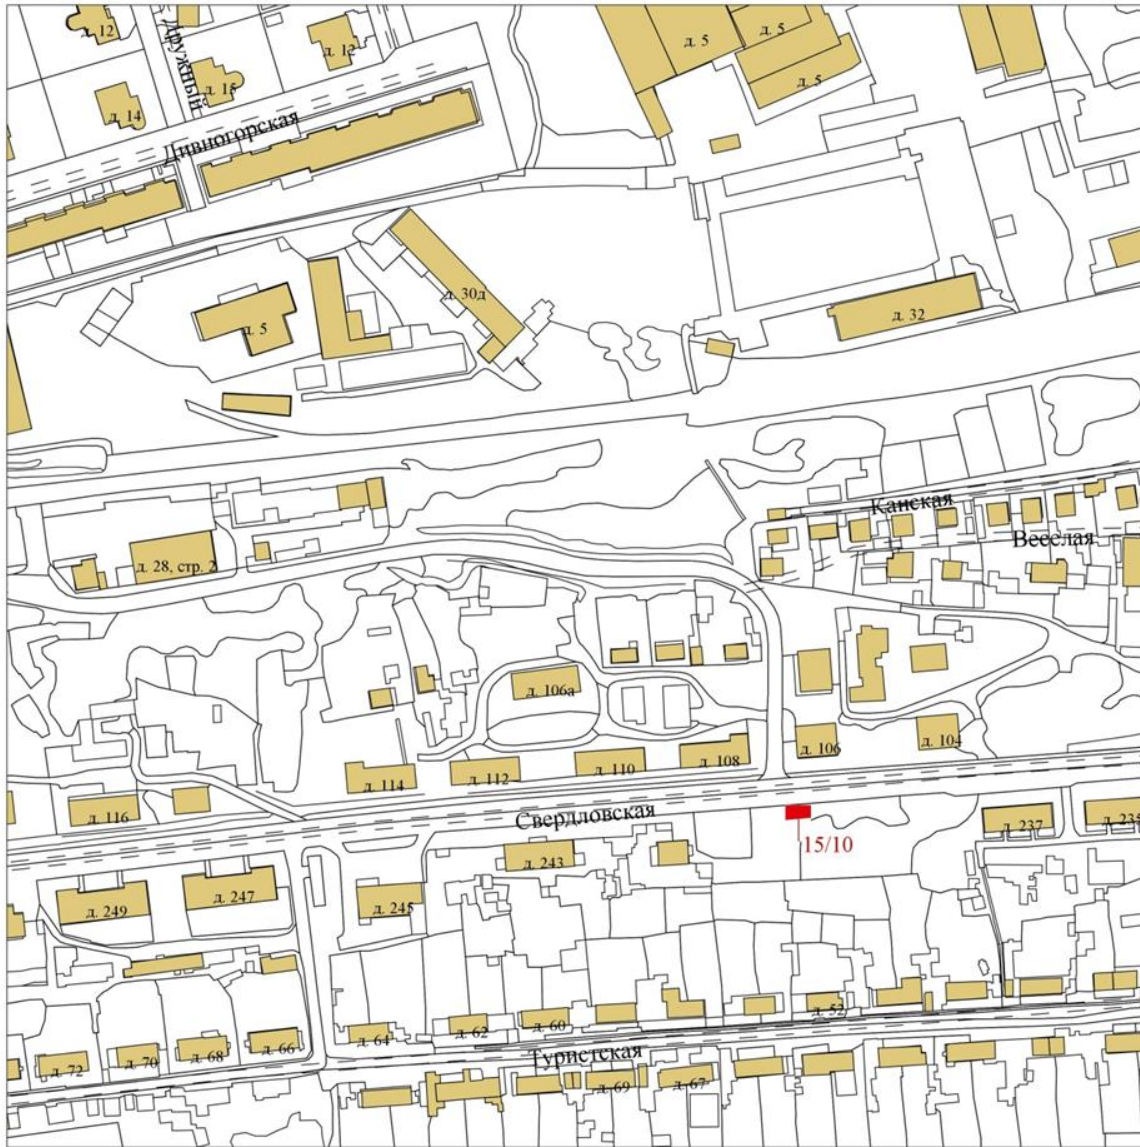 д. 12
Дружный
д. 12
д. 5
д. 5
д. 5
д. 15
д. 14
Дивногорская
д. 30д
д. 5
д. 32
Канская
Веселая
д. 28, стр. 2
д. 106а
д. 106
д. 104
д. 108
д. 110
д. 112
д. 114
д. 116
Свердловская
15/10
д. 237
д. 235
д. 243
д. 247
д. 249
д. 245
д. 52
д. 60
д. 62
д. 64
д. 66
д. 68
д. 70
д. 72
Туристская
д. 69
д. 67